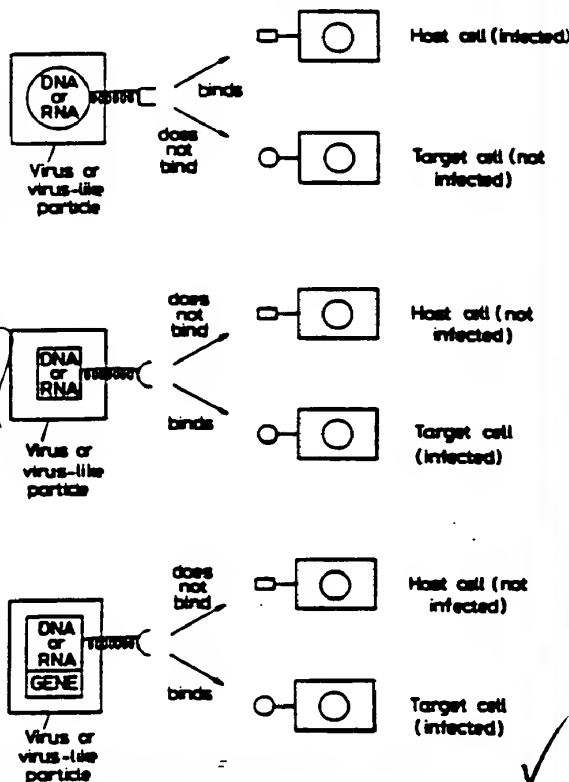 DNA
or
RNA
Virus or
virus-like
particle
binds
does
not
bind
Host cell (infected)
Target cell (not
infected)
DNA
or
RNA
Virus or
virus-like
particle
does
not
bind
binds
Host cell (not
infected)
Target cell
(infected)
DNA
or
RNA
GENE
Virus or
virus-like
particle
does
not
bind
binds
Host cell (not
infected)
Target cell
(infected)